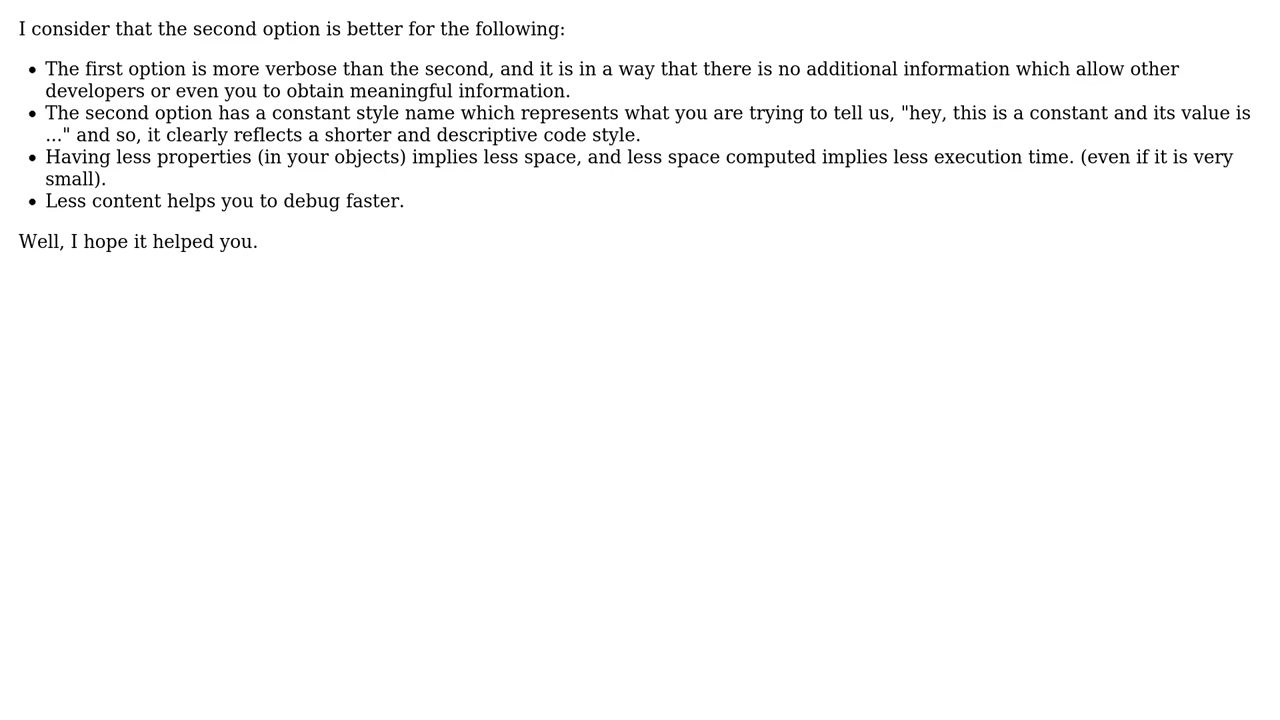 I consider that the second option is better for the following:
• The first option is more verbose than the second, and it is in a way that there is no additional information which allow other
developers or even you to obtain meaningful information.
• The second option has a constant style name which represents what you are trying to tell us, "hey, this is a constant and its value is
..." and so, it clearly reflects a shorter and descriptive code style.
• Having less properties (in your objects) implies less space, and less space computed implies less execution time. (even if it is very
small).
• Less content helps you to debug faster.
Well, I hope it helped you.